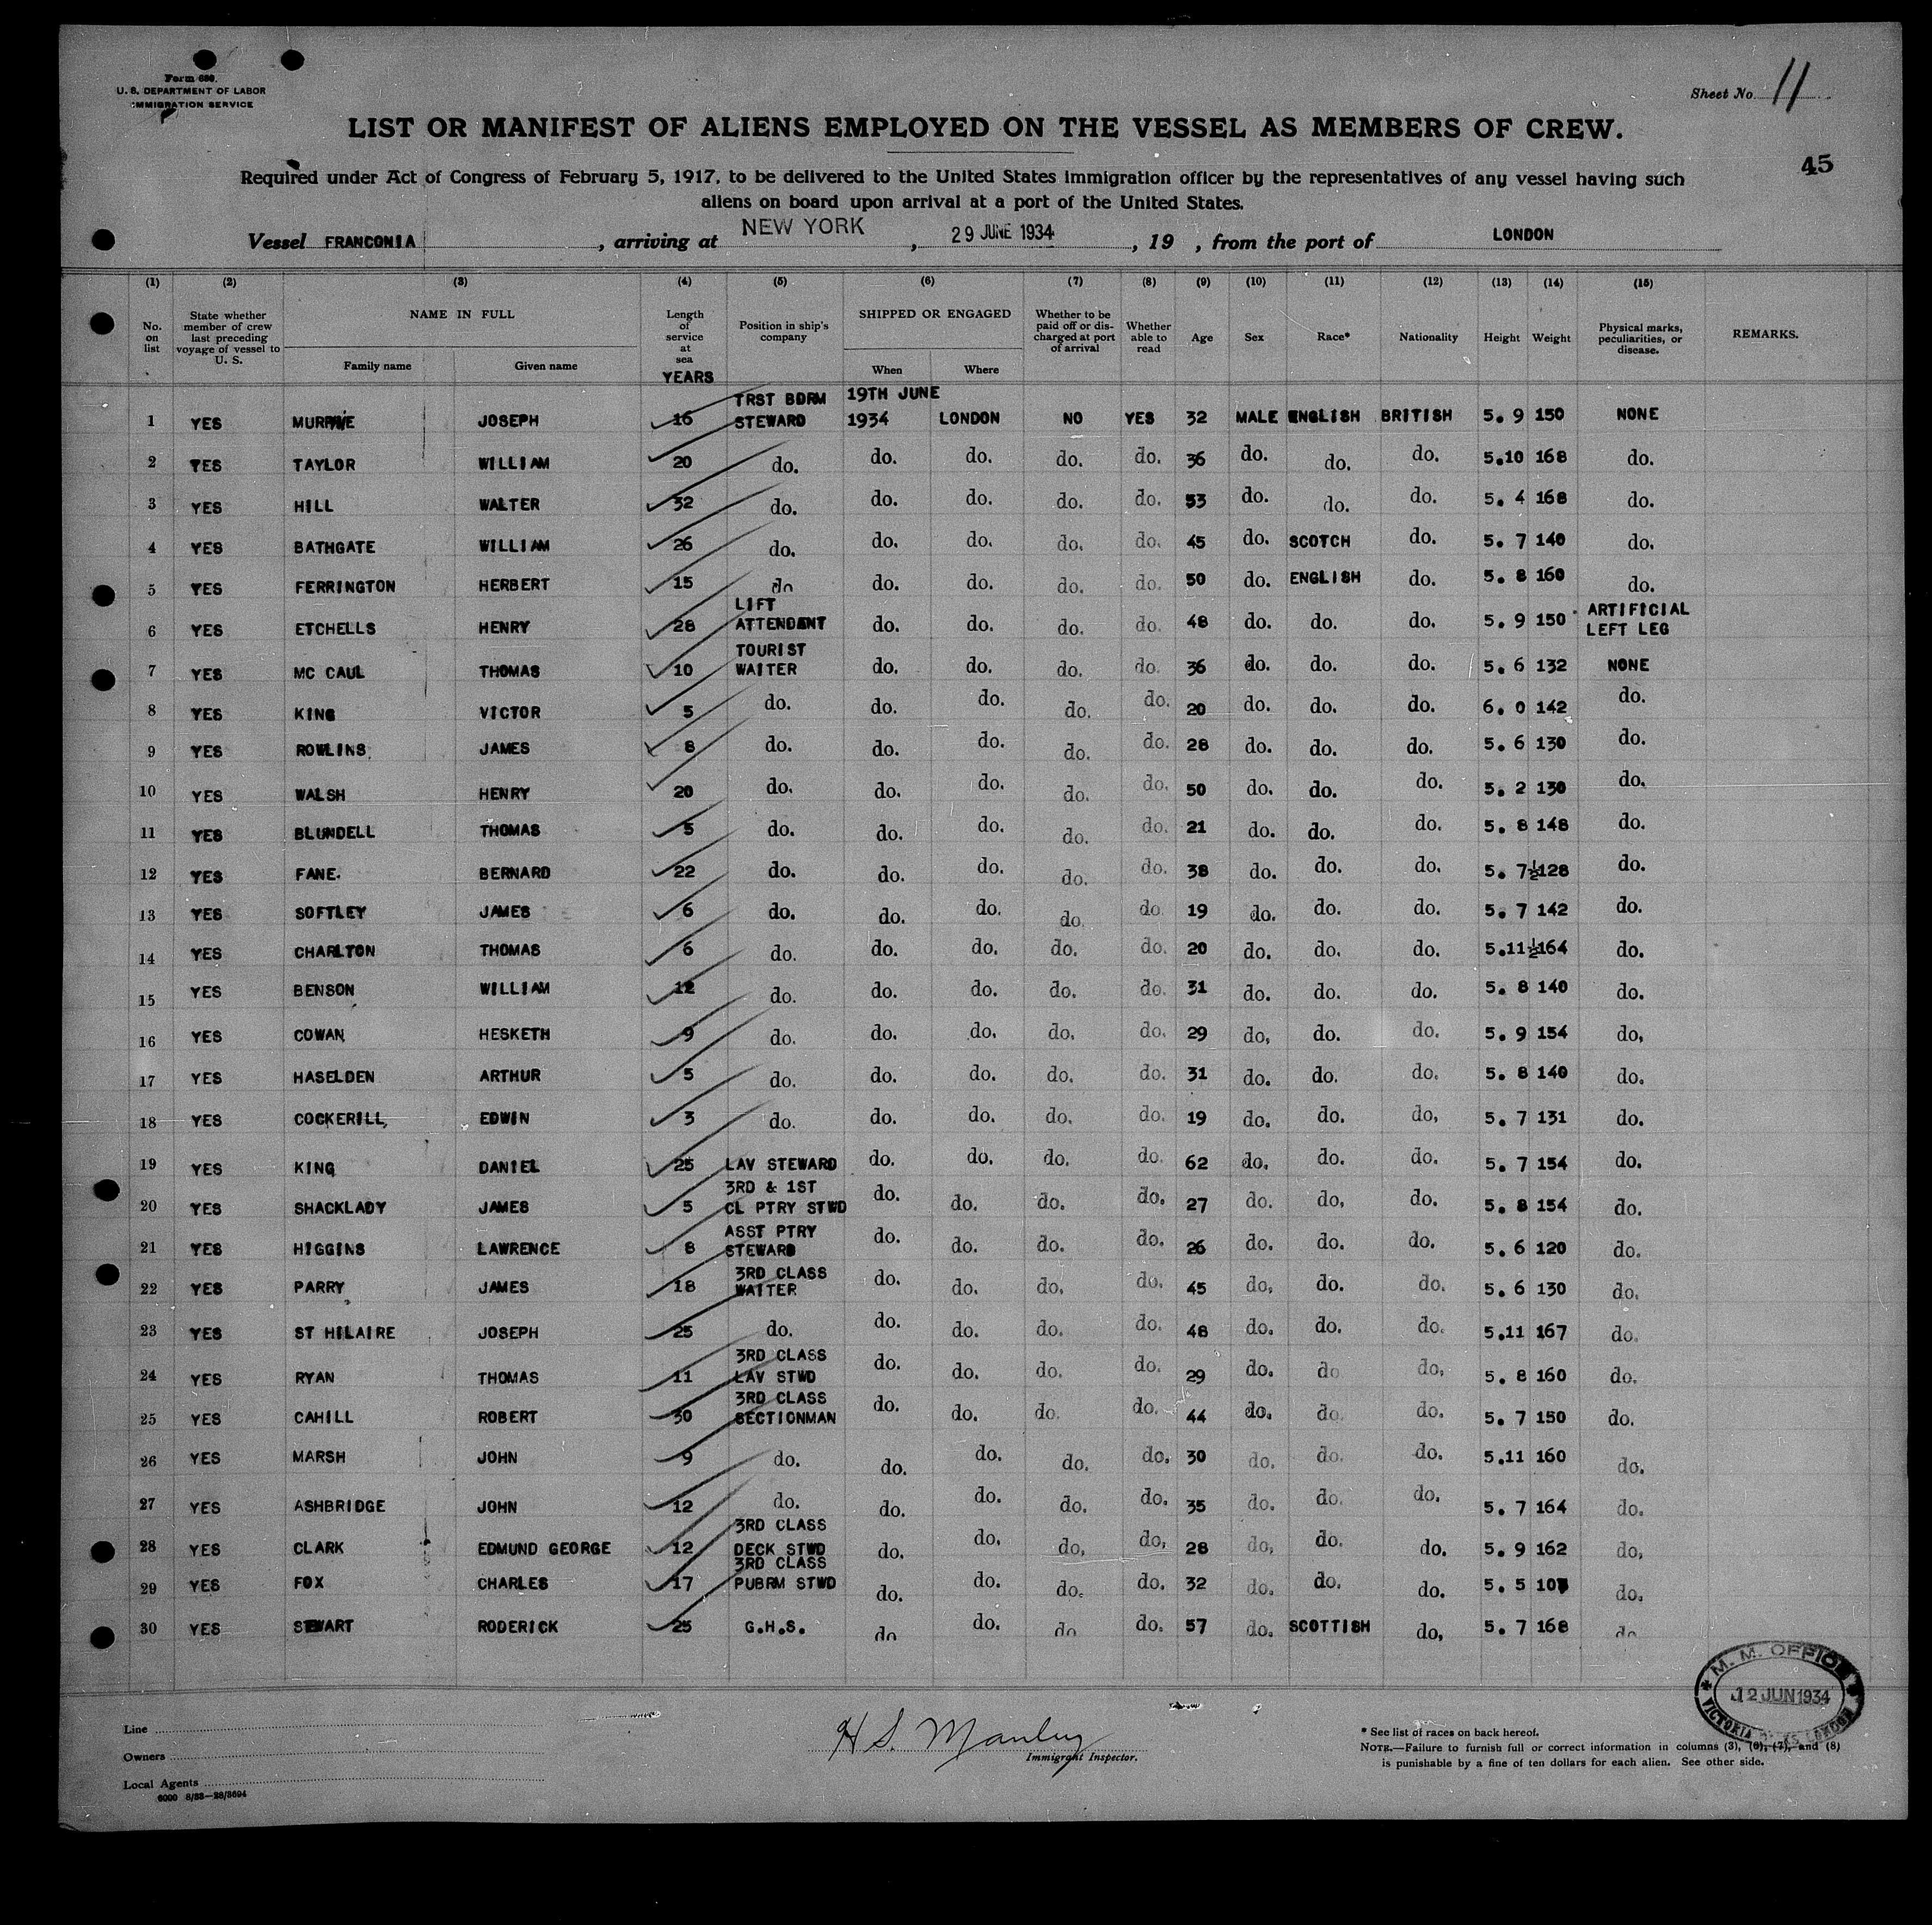 Form 680.
U. S. DEPARTMENT OF LABOR
IMMIGRATION SERVICE
Sheet No 11
LIST OR MANIFEST OF ALIENS EMPLOYED ON THE VESSEL AS MEMBERS OF CREW.
45
Required under Act of Congress of February 5, 1917, to be delivered to the United States immigration officer by the representatives of any vessel having such
aliens on board upon arrival at a port of the United States.
Vessel FRANCONIA, arriving at NEW YORK, 29 JUNE 1934, 19 , from the port of LONDON
(1) (2) (3) (4) (5) (6) (7) (8) (9) (10) (11) (12) (13) (14) (15)
No. on list State whether member of crew last preceding voyage of vessel to U. S. NAME IN FULL Family name Given name Length of service at sea YEARS Position in ship's company SHIPPED OR ENGAGED When Where Whether to be paid off or discharged at port of arrival Whether able to read Age Sex Race* Nationality Height Weight Physical marks, peculiarities, or disease. REMARKS.
1 YES JOSEPH 16 TRST BDRM STEWARD 19TH JUNE 1934 LONDON NO YES 32 MALE ENGLISH BRITISH 5. 9 150 NONE
2 YES TAYLOR WILLIAM 20 do. do. do. do. do. 36 do. do. do. 5.10 168 do.
3 YES HILL WALTER 32 do. do. do. do. do. 53 do. do. do. 5. 4 168 do.
4 YES BATHGATE WILLIAM 26 do. do. do. do. do. 45 do. SCOTCH do. 5. 7 140 do.
5 YES FERRINGTON HERBERT 15 do do. do. do. do. 50 do. ENGLISH do. 5. 8 160 do.
6 YES ETCHELLS HENRY 28 LIFT ATTENDENT do. do. do. do. 48 do. do. do. 5. 9 150 ARTIFICIAL LEFT LEG
7 YES MC CAUL THOMAS 10 TOURIST WAITER do. do. do. do. 36 do. do. do. 5. 6 132 NONE
8 YES KING VICTOR 5 do. do. do. do. do. 20 do. do. do. 6. 0 142 do.
9 YES ROWLINS JAMES 8 do. do. do. do. do. 28 do. do. do. 5. 6 130 do.
10 YES WALSH HENRY 20 do. do. do. do. do. 50 do. do. do. 5. 2 130 do.
11 YES BLUNDELL THOMAS 5 do. do. do. do. do. 21 do. do. do. 5. 8 148 do.
12 YES FANE. BERNARD 22 do. do. do. do. do. 38 do. do. do. 5. 7½ 128 do.
13 YES SOFTLEY JAMES 6 do. do. do. do. do 19 do. do. do. 5. 7 142 do.
14 YES CHARLTON THOMAS 6 do. do. do. do. do. 20 do. do. do. 5.11½ 164 do.
15 YES BENSON WILLIAM 12 do. do. do. do. do. 31 do. do. do. 5. 8 140 do.
16 YES COWAN HESKETH 9 do. do. do. do. do. 29 do. do. do. 5. 9 154 do.
17 YES HASELDEN ARTHUR 5 do. do. do. do. do. 31 do. do. do. 5. 8 140 do.
18 YES COCKERILL EDWIN 3 do. do. do. do. do. 19 do. do. do. 5. 7 131 do.
19 YES KING DANIEL 25 LAV STEWARD do. do. do. do. 62 do. do. do. 5. 7 154 do.
20 YES SHACKLADY JAMES 5 3RD & 1ST CL PTRY STWD do. do. do. do. 27 do. do. do. 5. 8 154 do.
21 YES HIGGINS LAWRENCE 8 ASST PTRY STEWARD do. do. do. do. 26 do. do. do. 5. 6 120 do.
22 YES PARRY JAMES 18 3RD CLASS WAITER do. do. do. do. 45 do. do. do. 5. 6 130 do.
23 YES ST HILAIRE JOSEPH 25 do. do. do. do. do. 48 do. do. do. 5.11 167 do.
24 YES RYAN THOMAS 11 3RD CLASS LAV STWD do. do. do. do. 29 do. do do. 5. 8 160 do.
25 YES CAHILL ROBERT 30 3RD CLASS SECTIONMAN do. do. do. do. 44 do. do. do. 5. 7 150 do.
26 YES MARSH JOHN 9 do. do. do. do. do. 30 do. do. do. 5.11 160 do.
27 YES ASHBRIDGE JOHN 12 do. do. do. do. do. 35 do. do. do. 5. 7 164 do.
28 YES CLARK EDMUND GEORGE 12 3RD CLASS DECK STWD do. do. do. do. 28 do. do. do. 5. 9 162 do.
29 YES FOX CHARLES 17 3RD CLASS PUBRM STWD do. do. do. do. 32 do. do. do. 5. 5 do.
30 YES STEWART RODERICK 25 G.H.S. do do. do do. 57 do. SCOTTISH do. 5. 7 168 do
M. M. OFFICE
12 JUN 1934
VICTORIA DOCKS LONDON
Line
Owners
Local Agents
6000 8/33—28/8694
H S. Manley
Immigrant Inspector.
* See list of races on back hereof.
NOTE.—Failure to furnish full or correct information in columns (3), (6), (7), and (8)
is punishable by a fine of ten dollars for each alien. See other side.